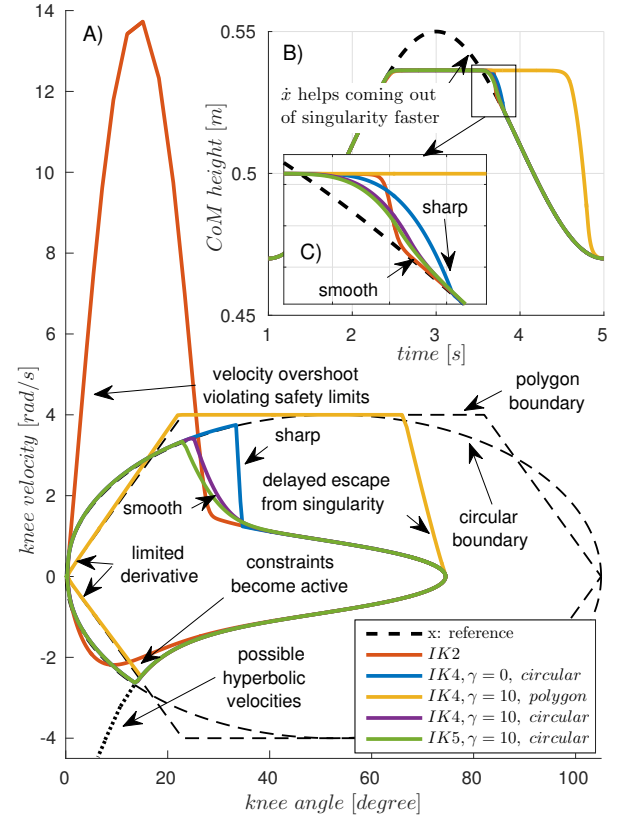 A)
14
12
10
8
6
4
2
0
-2
-4
knee velocity [rad/s]
0
20
40
60
80
100
knee angle [degree]
B)
0.55
0.5
0.45
CoM height [m]
1
2
3
4
5
time [s]
ẋ helps coming out
of singularity faster
C)
sharp
smooth
velocity overshoot
violating safety limits
polygon
boundary
sharp
delayed escape
from singularity
smooth
circular
boundary
limited
derivative
constraints
become active
possible
hyperbolic
velocities
x: reference
IK2
IK4, γ = 0, circular
IK4, γ = 10, polygon
IK4, γ = 10, circular
IK5, γ = 10, circular